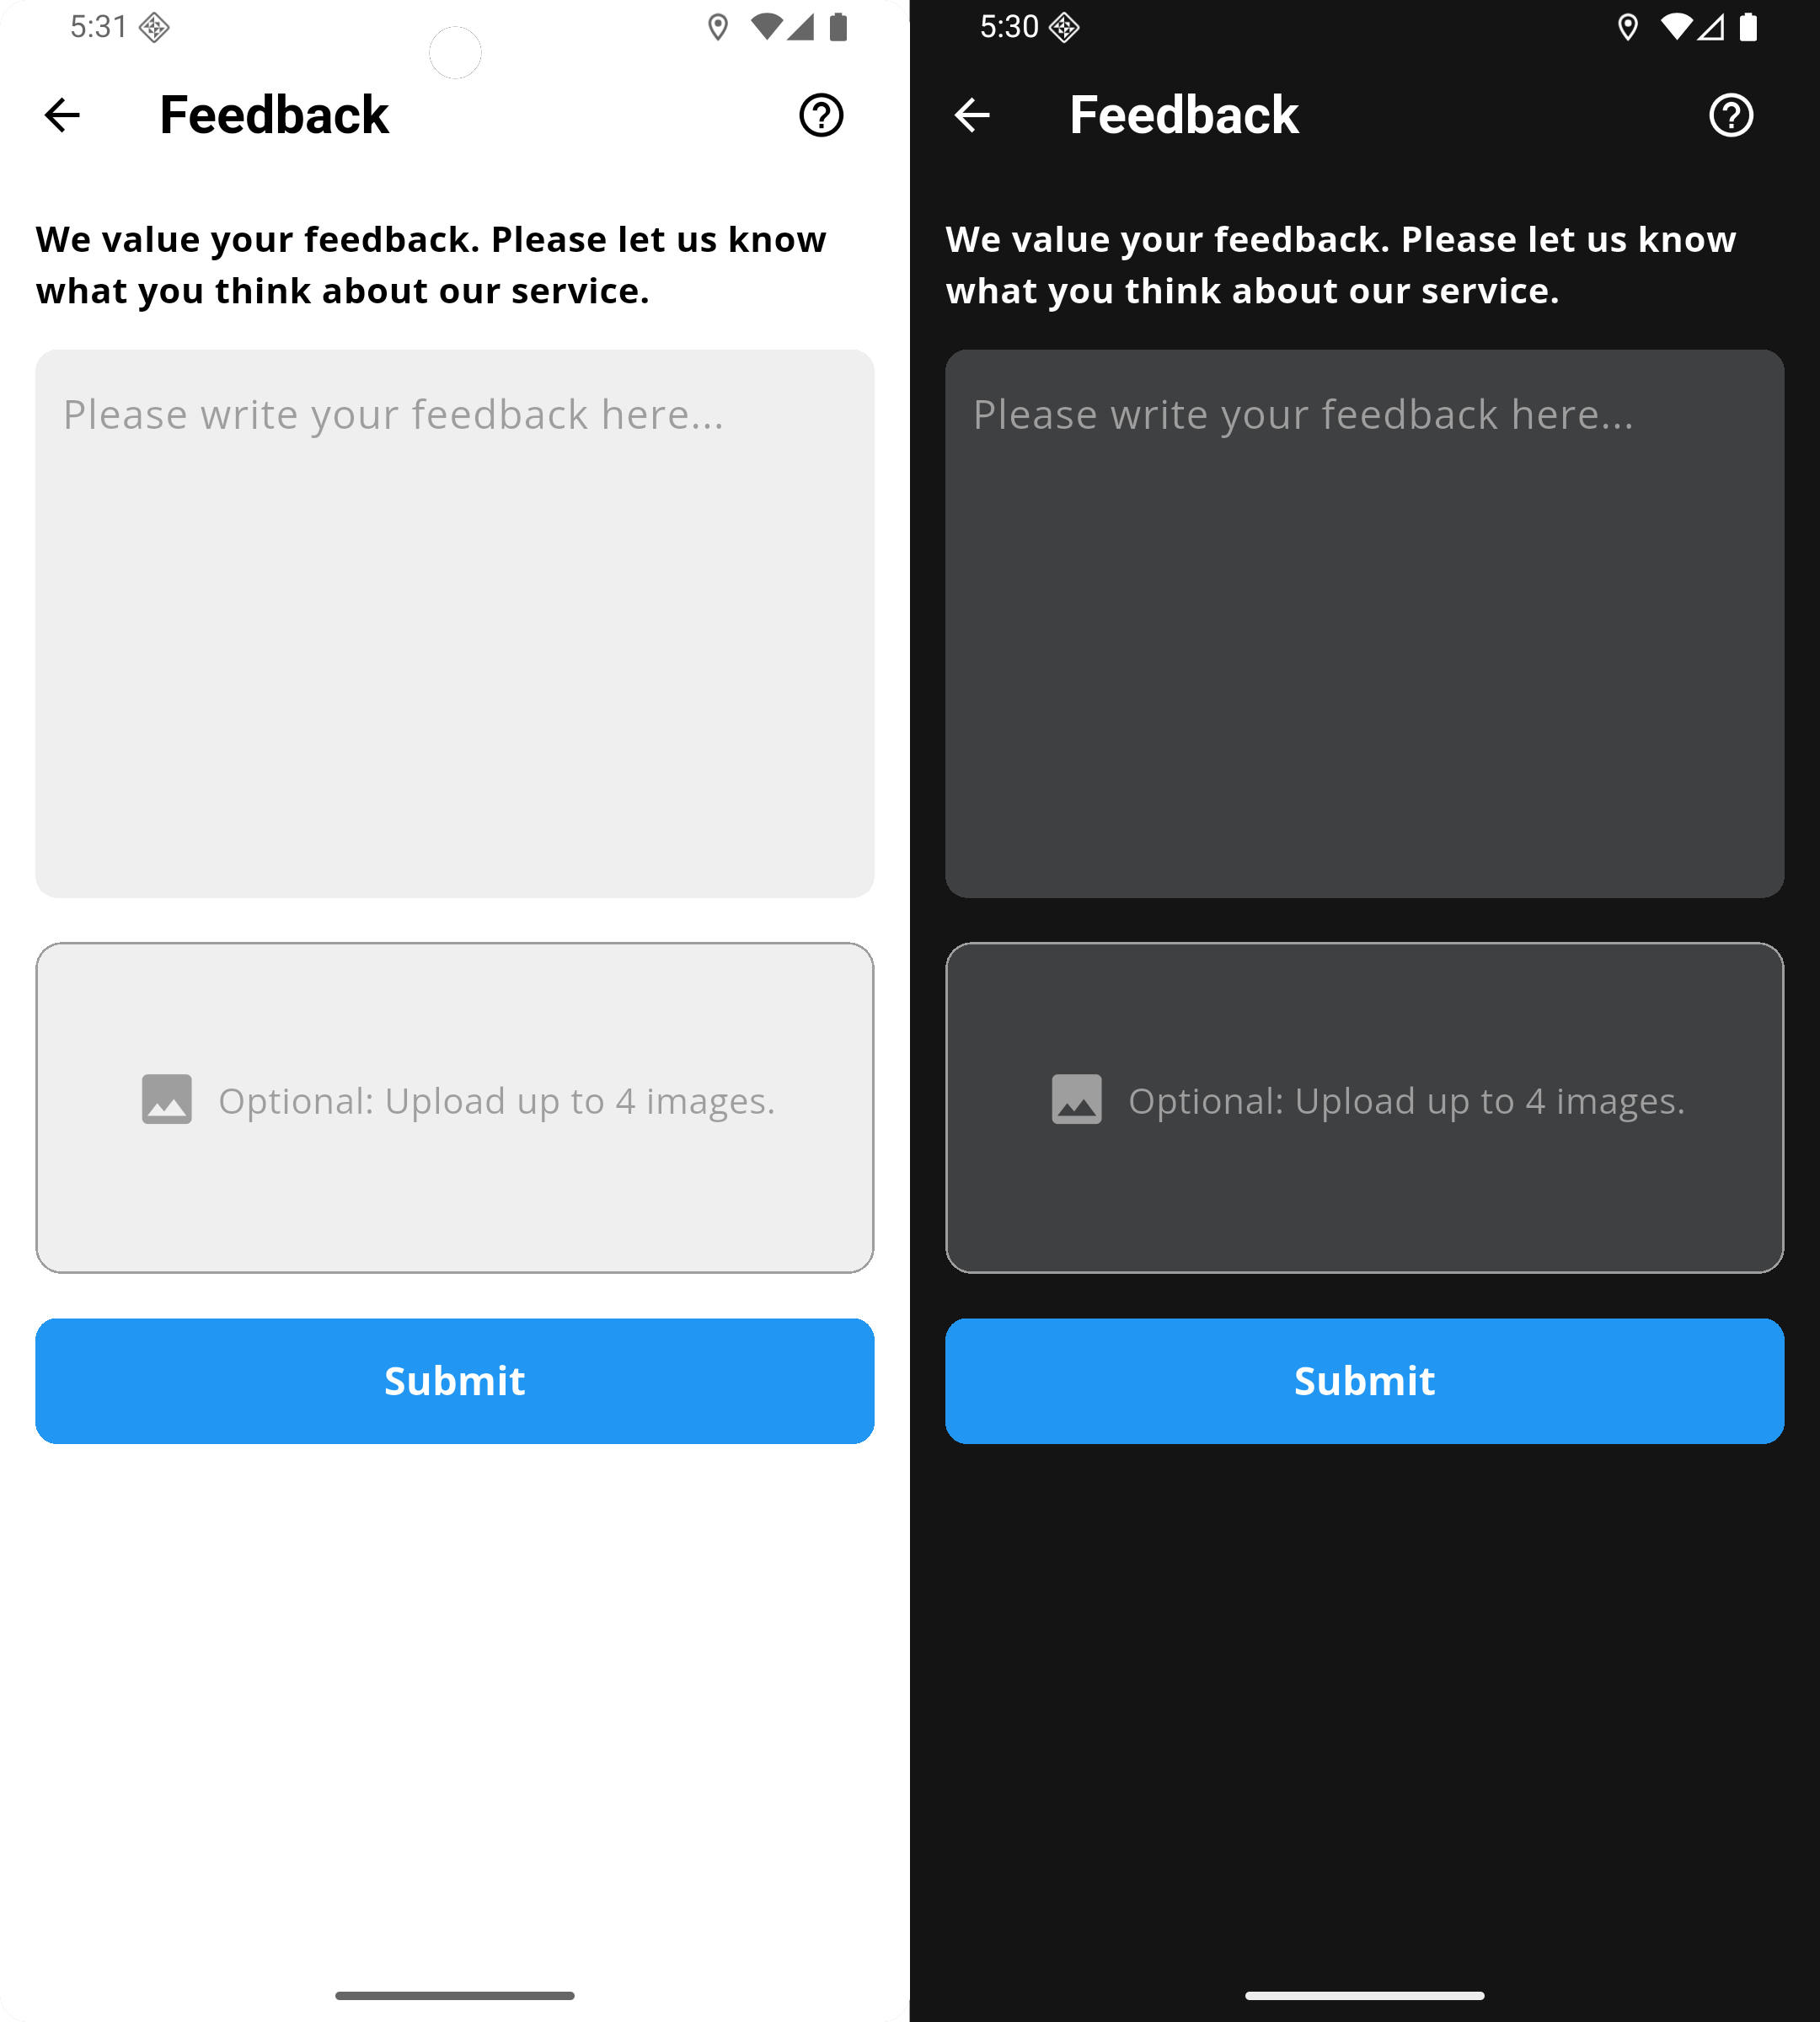 5:31
Feedback
We value your feedback. Please let us know
what you think about our service.
Please write your feedback here...
Optional: Upload up to 4 images.
Submit
5:30
Feedback
We value your feedback. Please let us know
what you think about our service.
Please write your feedback here...
Optional: Upload up to 4 images.
Submit